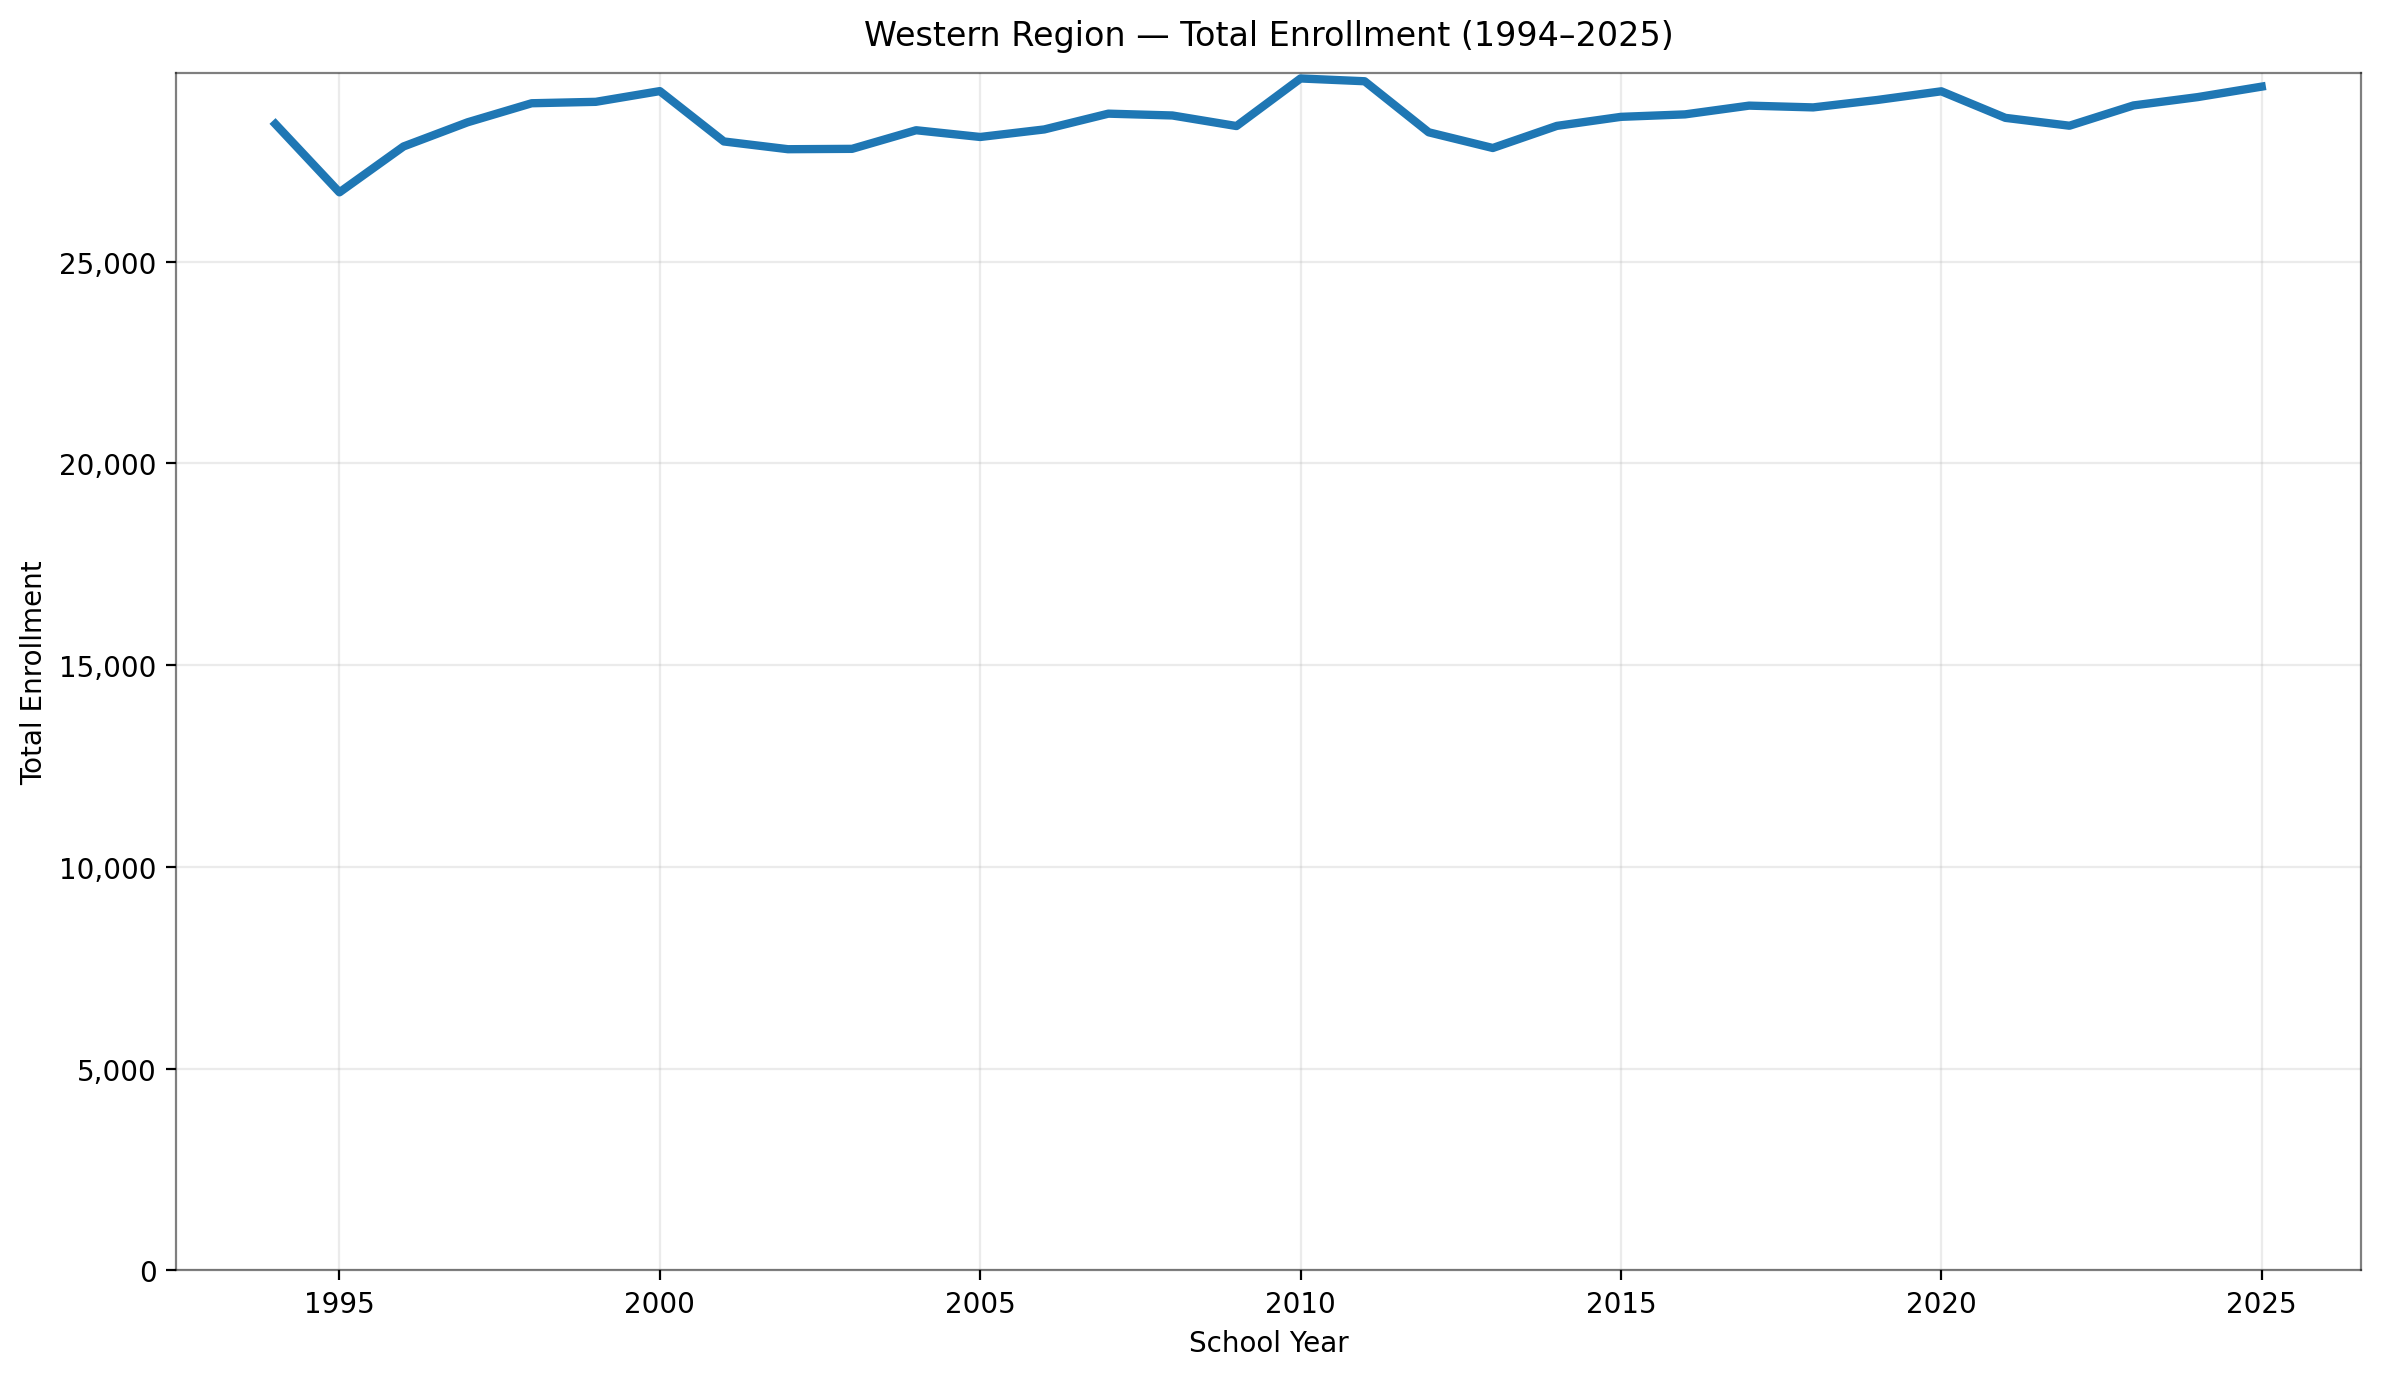 Western Region — Total Enrollment (1994–2025)
Total Enrollment
25,000
20,000
15,000
10,000
5,000
0
1995 2000 2005 2010 2015 2020 2025
School Year